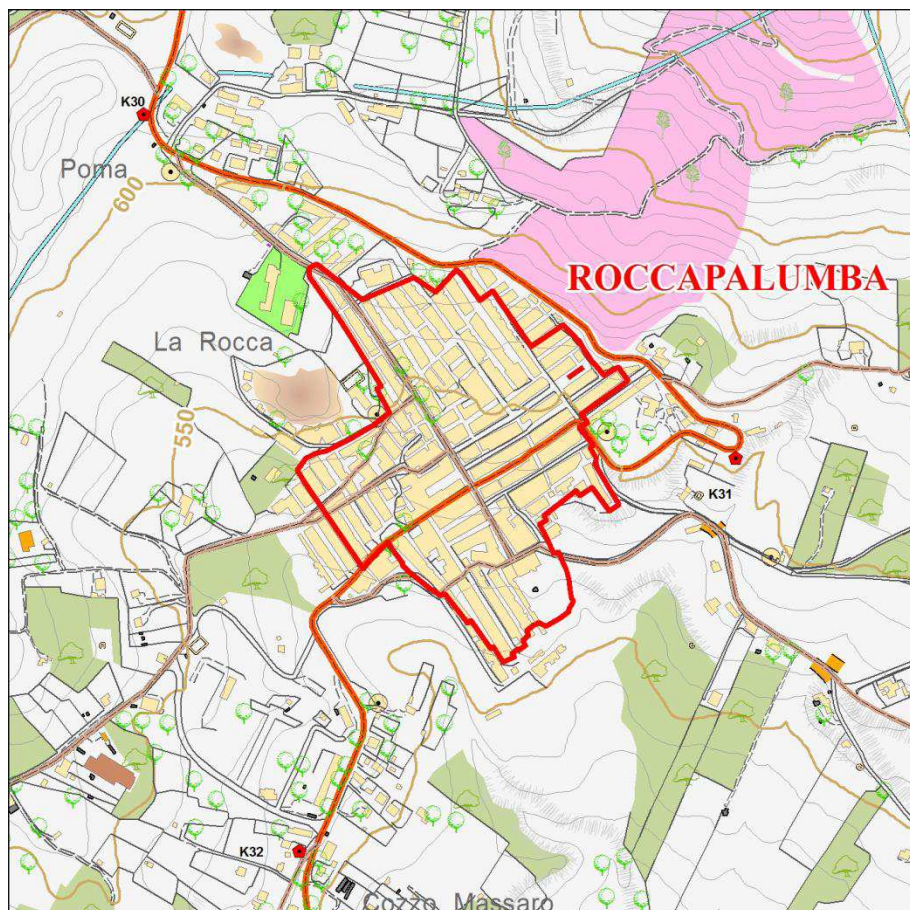 K30
Poma
600
ROCCAPALUMBA
La Rocca
550
K31
K32
Cozzo Massaro